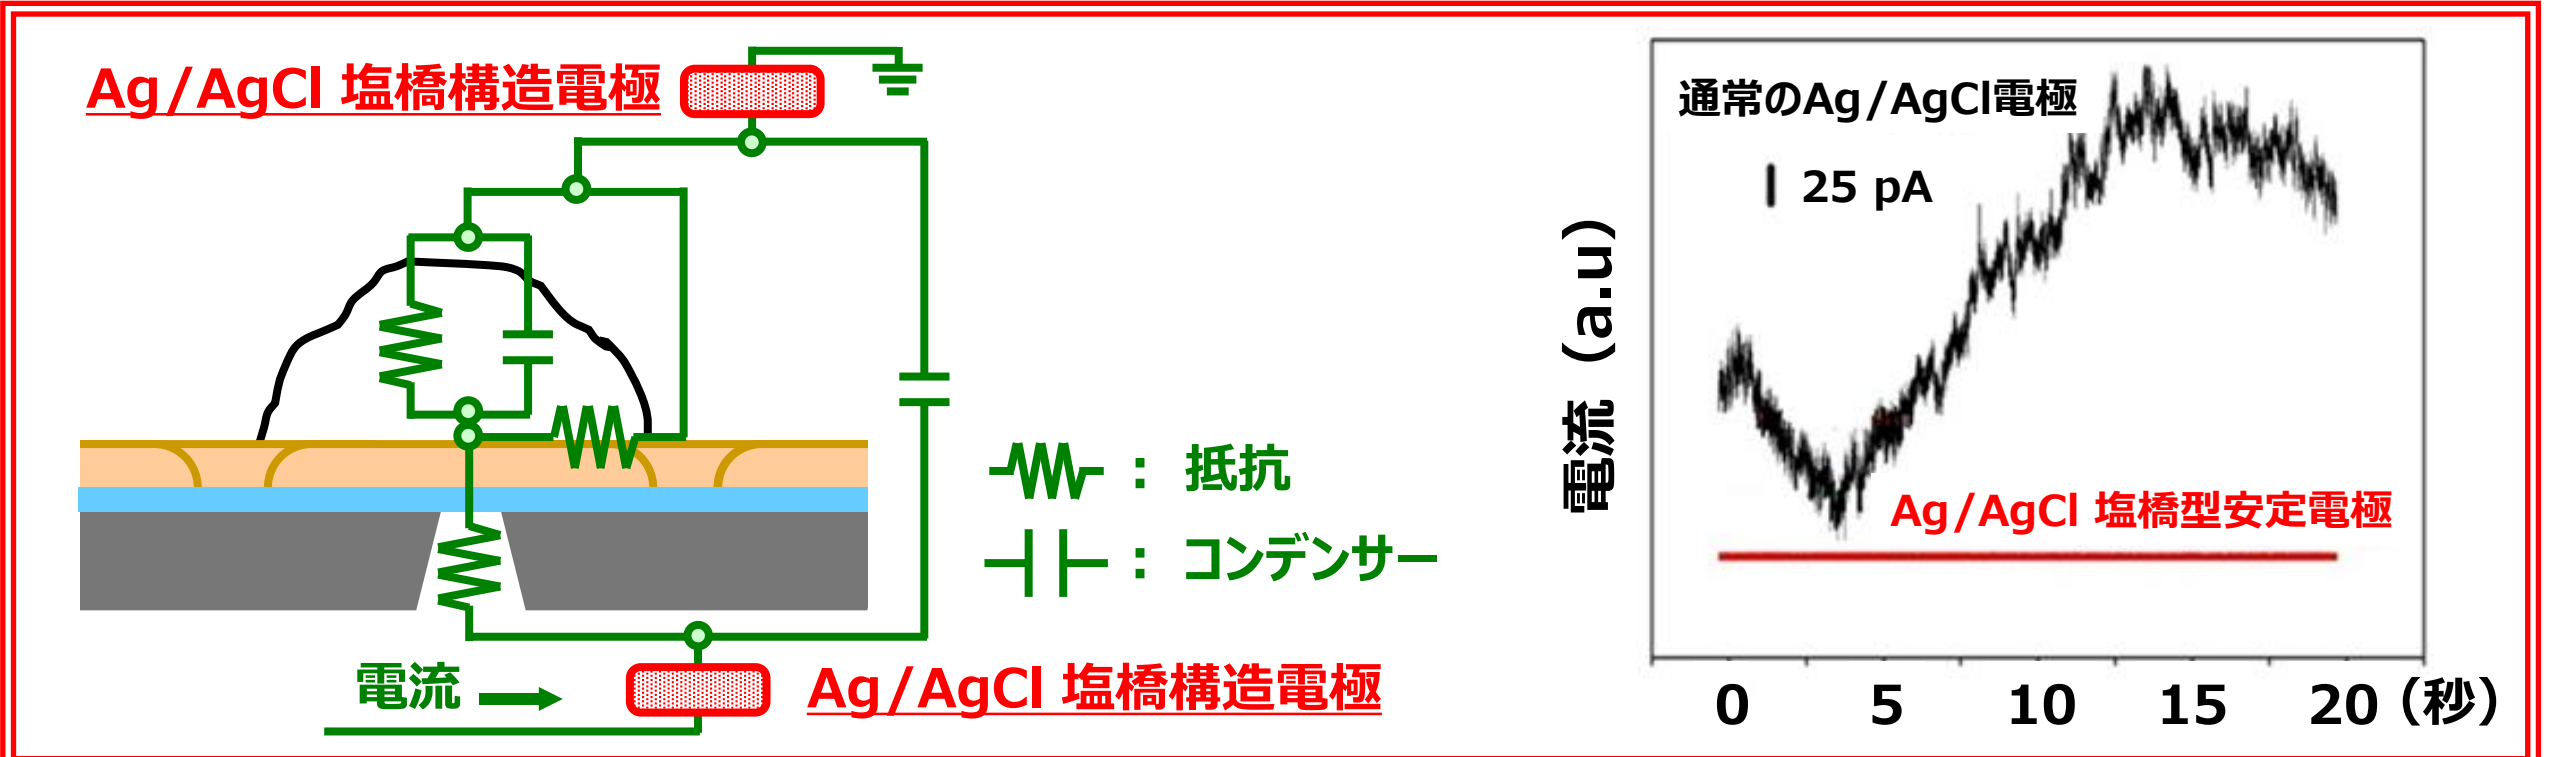 Ag/AgCl 塩橋構造電極
: 抵抗
: コンデンサー
電流
Ag/AgCl 塩橋構造電極
通常のAg/AgCl電極
25 pA
電流 (a.u)
Ag/AgCl 塩橋型安定電極
0 5 10 15 20 (秒)